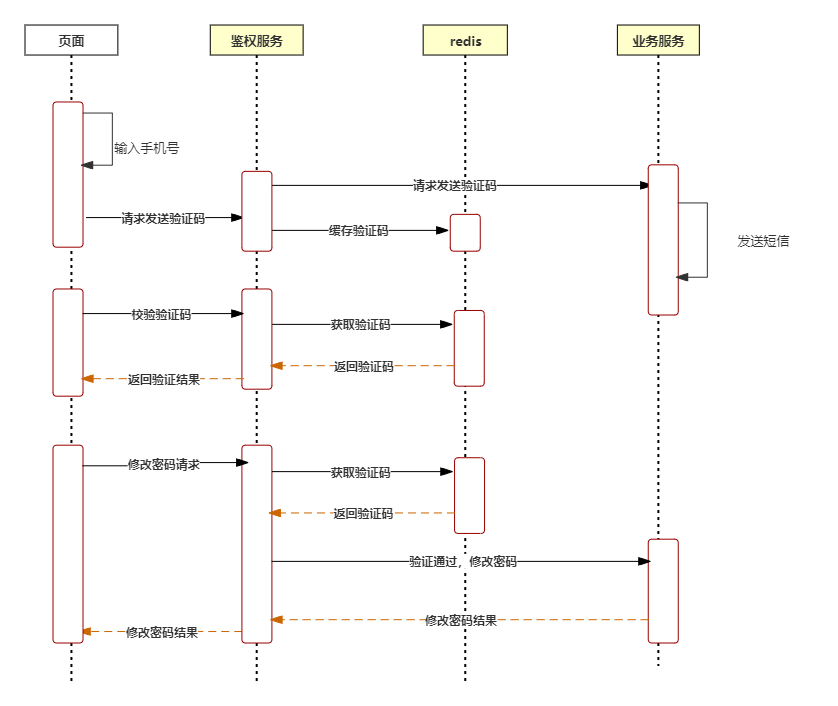 页面
鉴权服务
redis
业务服务
输入手机号
请求发送验证码
请求发送验证码
缓存验证码
发送短信
校验验证码
获取验证码
返回验证码
返回验证结果
修改密码请求
获取验证码
返回验证码
验证通过，修改密码
修改密码结果
修改密码结果